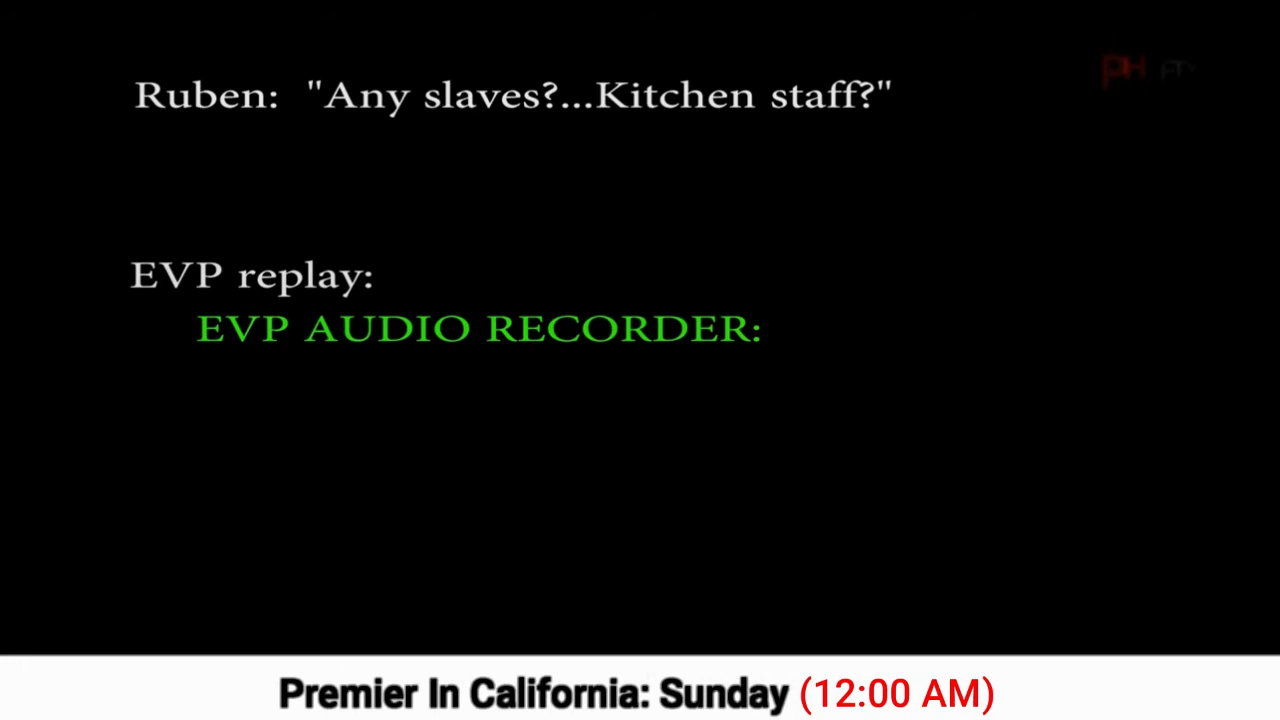 Ruben: "Any slaves?...Kitchen staff?"
EVP replay:
EVP AUDIO RECORDER:
Premier In California: Sunday (12:00 AM)